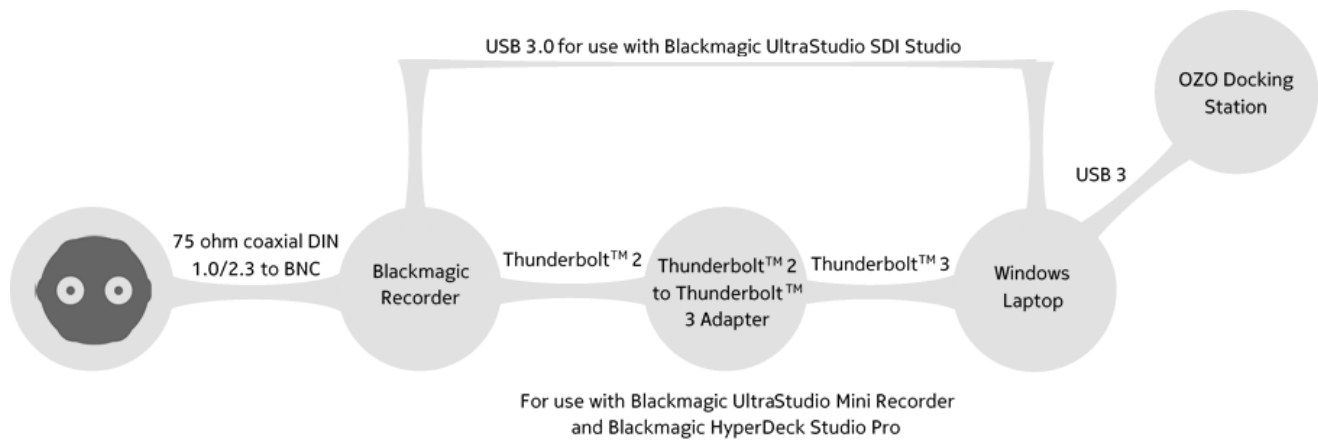 USB 3.0 for use with Blackmagic UltraStudio SDI Studio
OZO Docking
Station
USB 3
75 ohm coaxial DIN
1.0/2.3 to BNC
Blackmagic
Recorder
Thunderbolt™ 2
Thunderbolt™ 2
to Thunderbolt™
3 Adapter
Thunderbolt™ 3
Windows
Laptop
For use with Blackmagic UltraStudio Mini Recorder
and Blackmagic HyperDeck Studio Pro